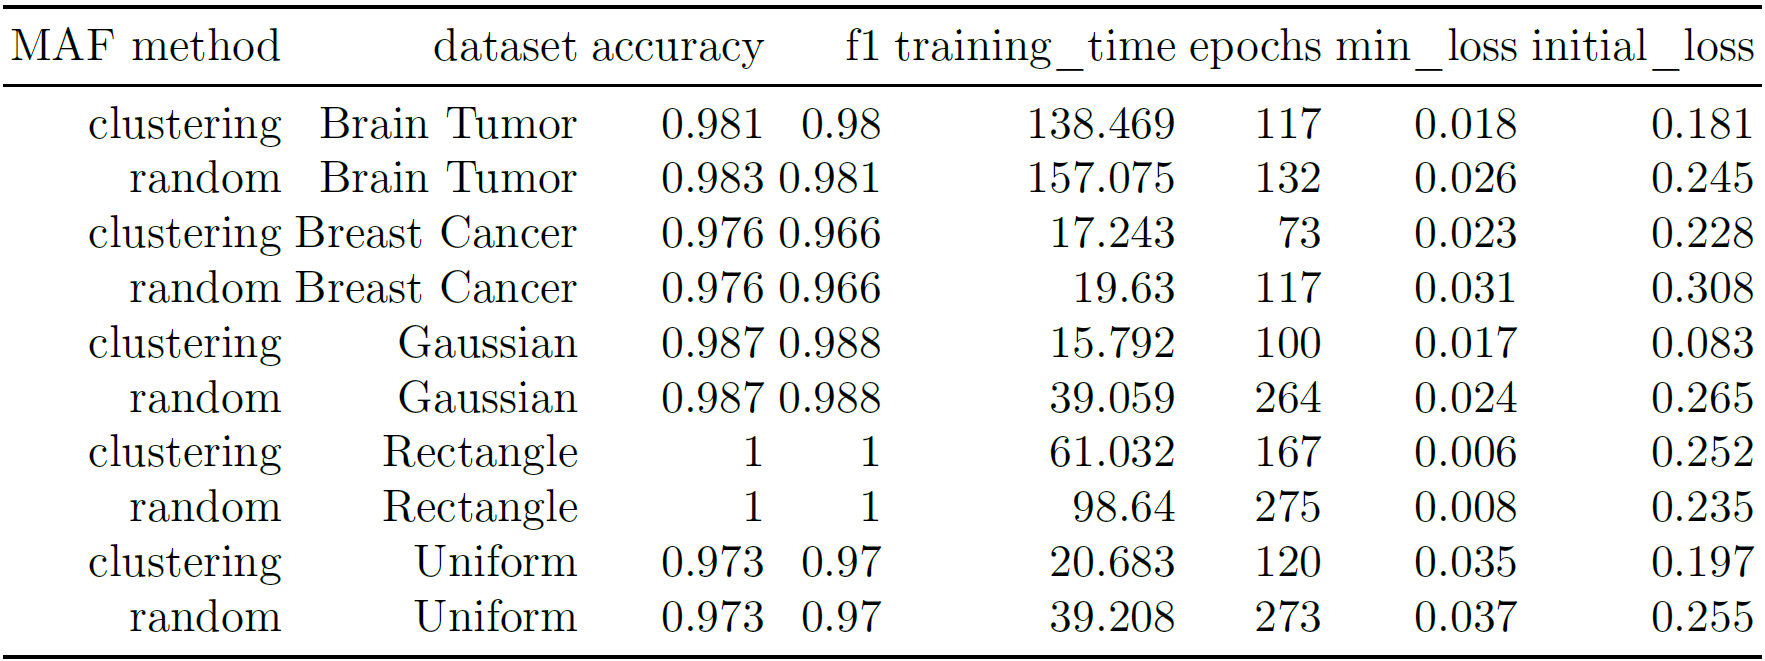 MAF method dataset accuracy f1 training_time epochs min_loss initial_loss
clustering Brain Tumor 0.981 0.98 138.469 117 0.018 0.181
random Brain Tumor 0.983 0.981 157.075 132 0.026 0.245
clustering Breast Cancer 0.976 0.966 17.243 73 0.023 0.228
random Breast Cancer 0.976 0.966 19.63 117 0.031 0.308
clustering Gaussian 0.987 0.988 15.792 100 0.017 0.083
random Gaussian 0.987 0.988 39.059 264 0.024 0.265
clustering Rectangle 1 1 61.032 167 0.006 0.252
random Rectangle 1 1 98.64 275 0.008 0.235
clustering Uniform 0.973 0.97 20.683 120 0.035 0.197
random Uniform 0.973 0.97 39.208 273 0.037 0.255